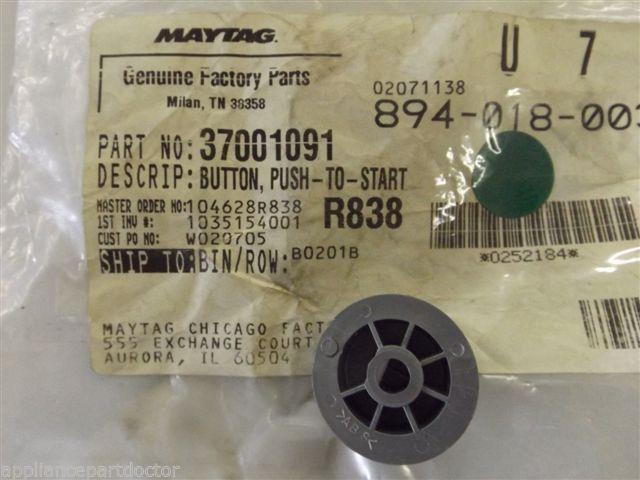 MAYTAG
Genuine Factory Parts
Milan, TN 38358
U 7
02071138
894-018-003
PART NO: 37001091
DESCRIP: BUTTON, PUSH-TO-START
MASTER ORDER NO: 104628R838 R838
1ST INV #: 1035154001
CUST PO NO: W020705
SHIP TO: BIN/ROW: B0201B
*0252184*
MAYTAG CHICAGO FACT
555 EXCHANGE COURT
AURORA, IL 60504
>ABS<
appliancepartdoctor